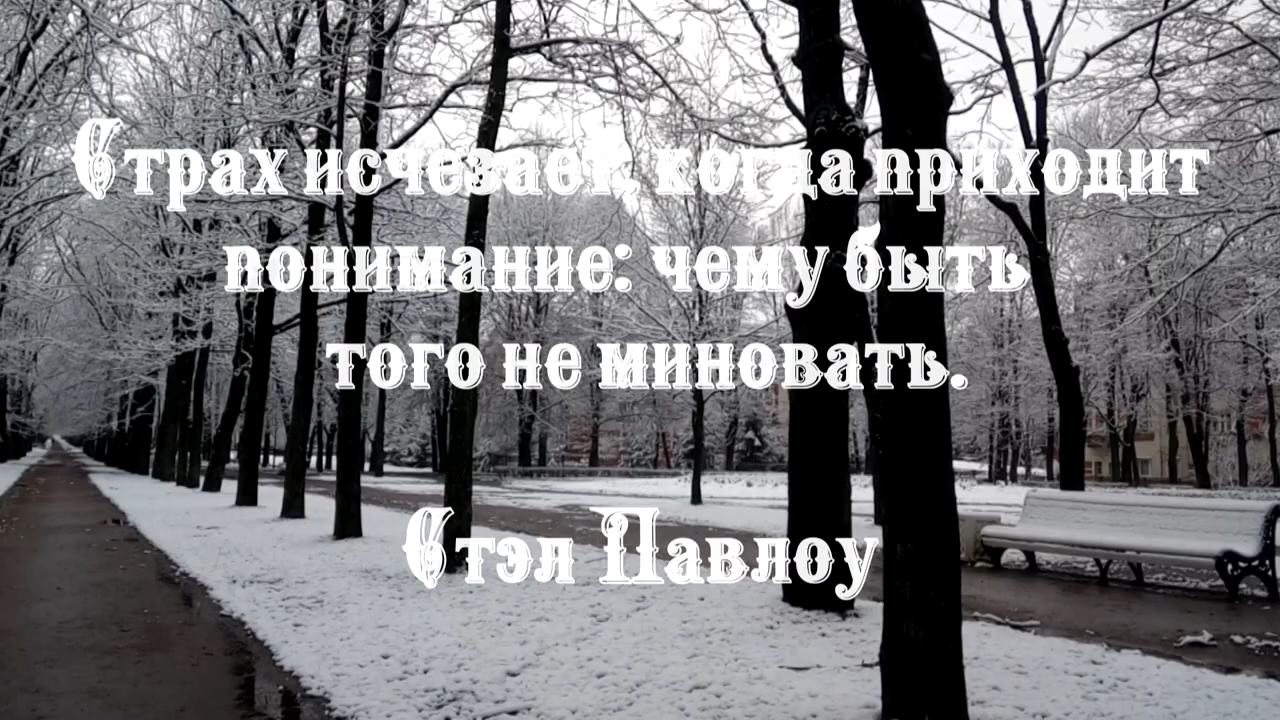 Страх исчезает, когда приходит
понимание: чему быть
того не миновать.
Стэл Павлоу